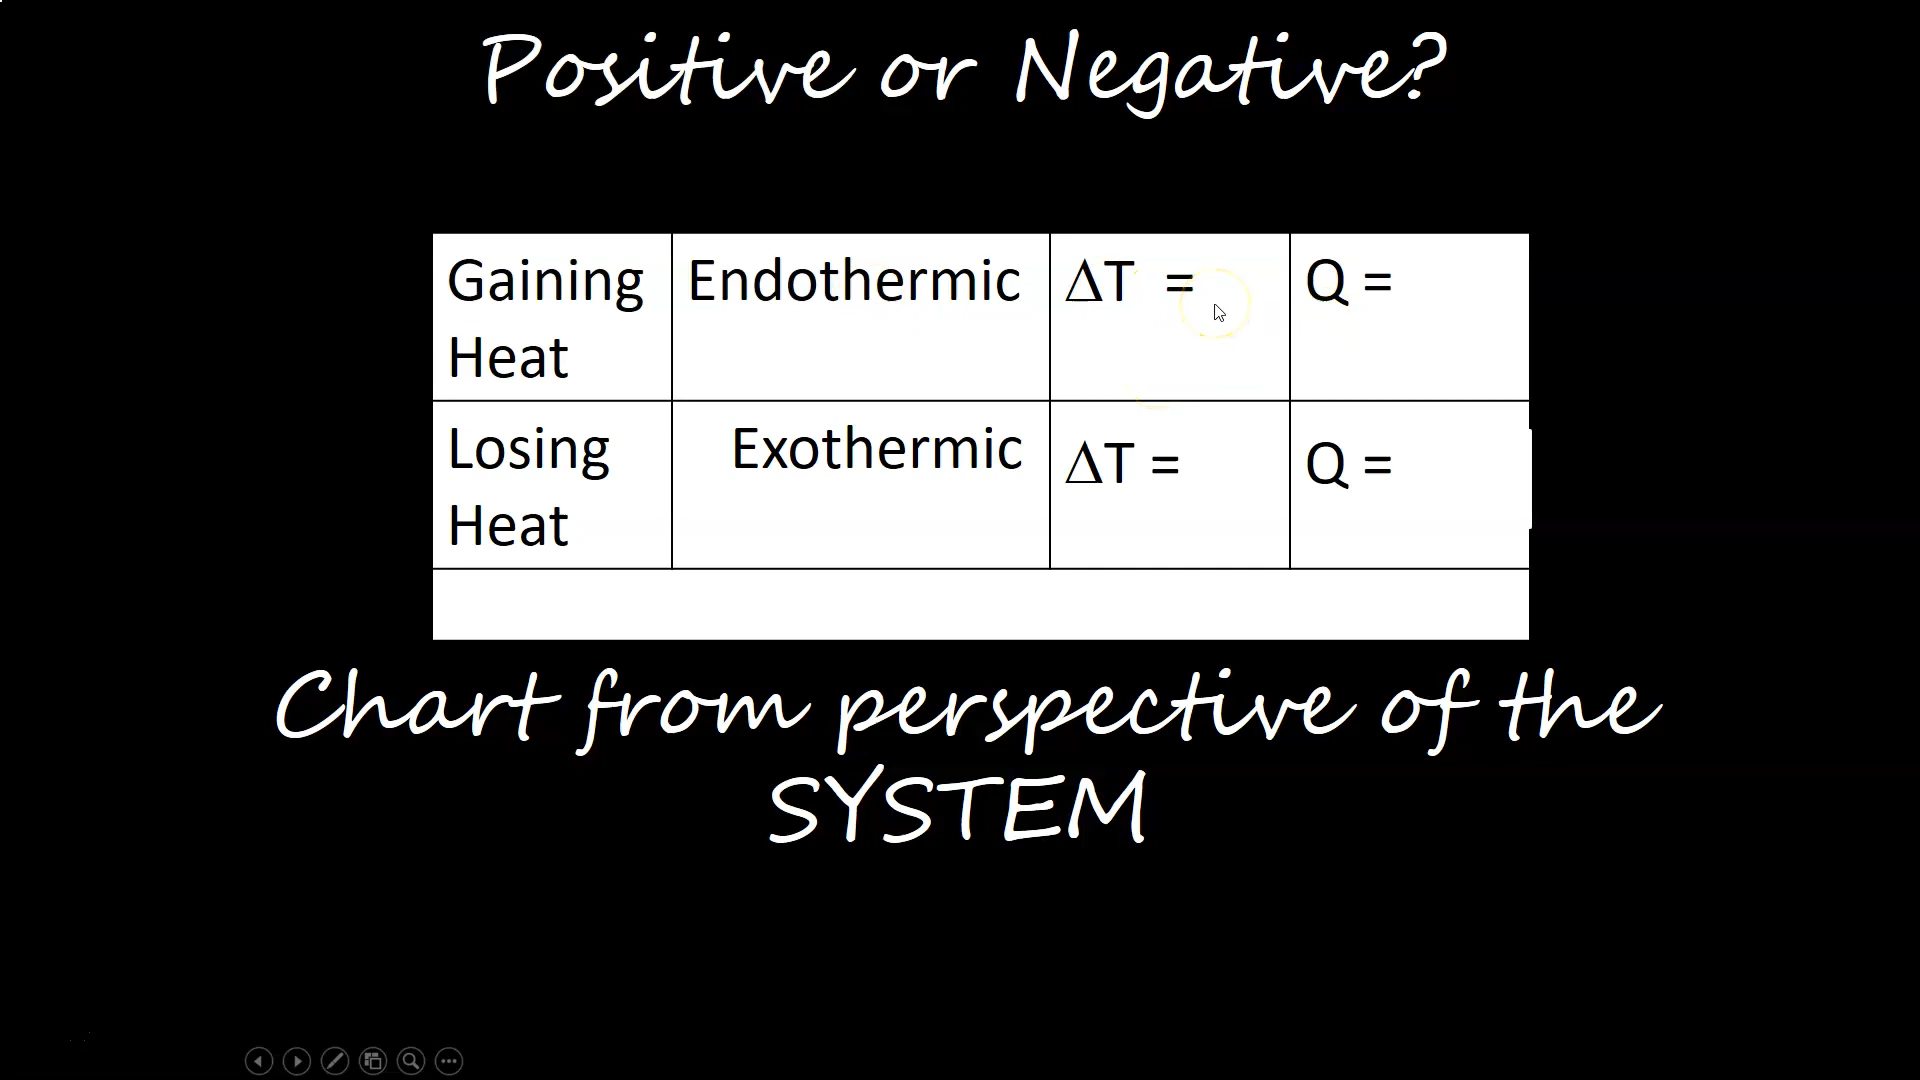 Positive or Negative?
Gaining Heat Endothermic ΔT = Q =
Losing Heat Exothermic ΔT = Q =
Chart from perspective of the
SYSTEM